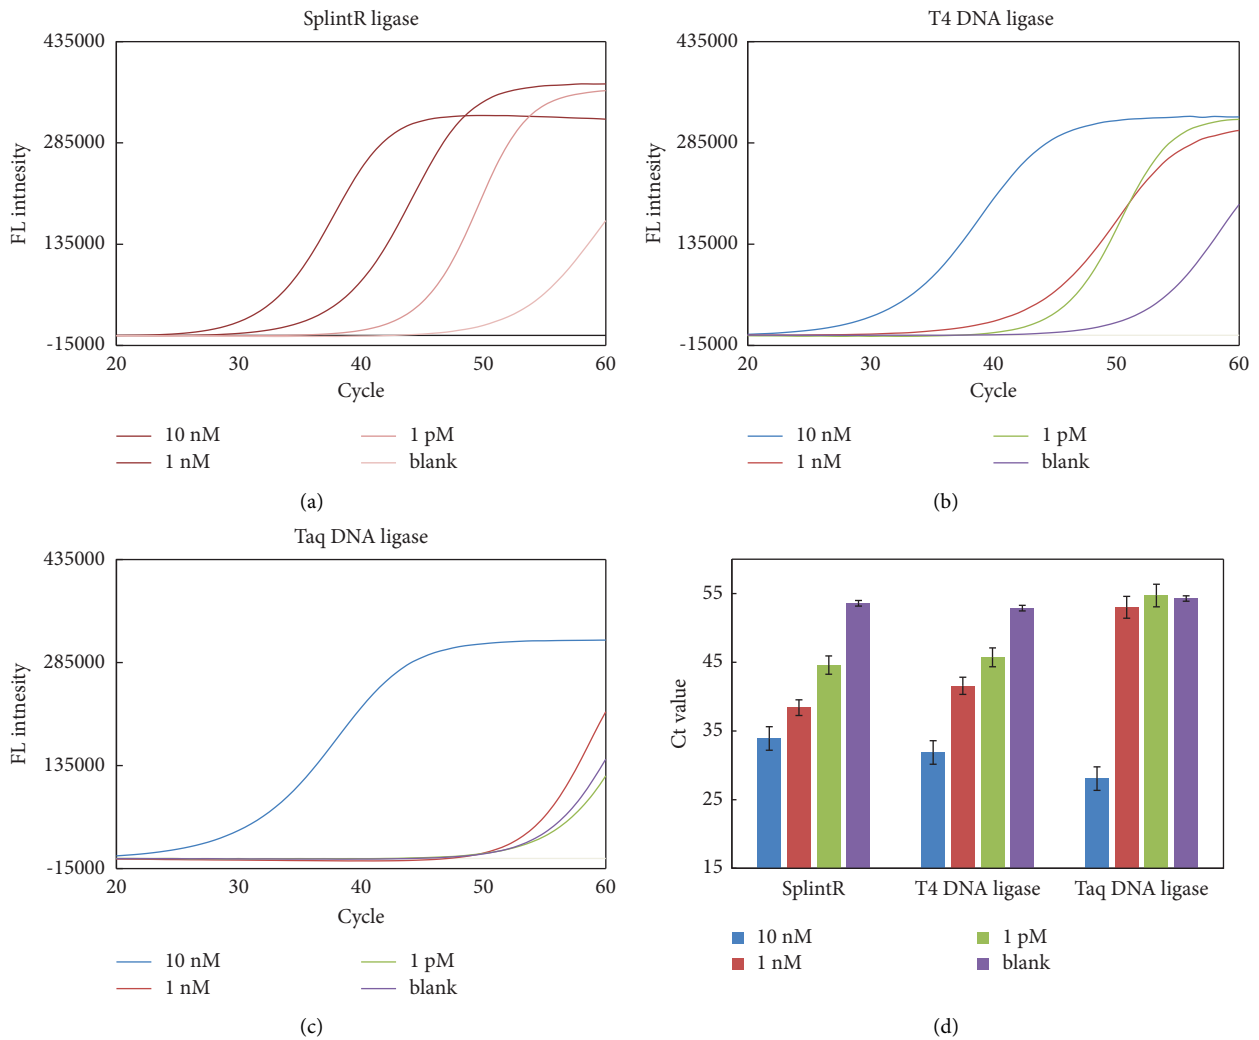 SplintR ligase
435000
285000
135000
-15000
FL intnesity
20 30 40 50 60
Cycle
10 nM 1 pM
1 nM blank
(a)
T4 DNA ligase
435000
285000
135000
-15000
FL intnesity
20 30 40 50 60
Cycle
10 nM 1 pM
1 nM blank
(b)
Taq DNA ligase
435000
285000
135000
-15000
FL intnesity
20 30 40 50 60
Cycle
10 nM 1 pM
1 nM blank
(c)
55
45
35
25
15
Ct value
SplintR T4 DNA ligase Taq DNA ligase
10 nM 1 pM
1 nM blank
(d)